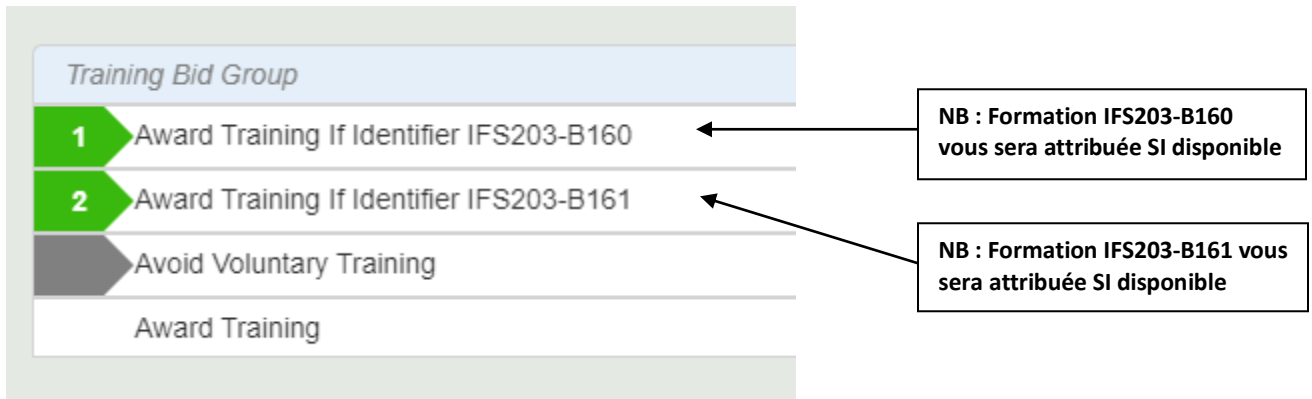 Training Bid Group
1 Award Training If Identifier IFS203-B160
2 Award Training If Identifier IFS203-B161
Avoid Voluntary Training
Award Training
NB : Formation IFS203-B160
vous sera attribuée SI disponible
NB : Formation IFS203-B161 vous
sera attribuée SI disponible